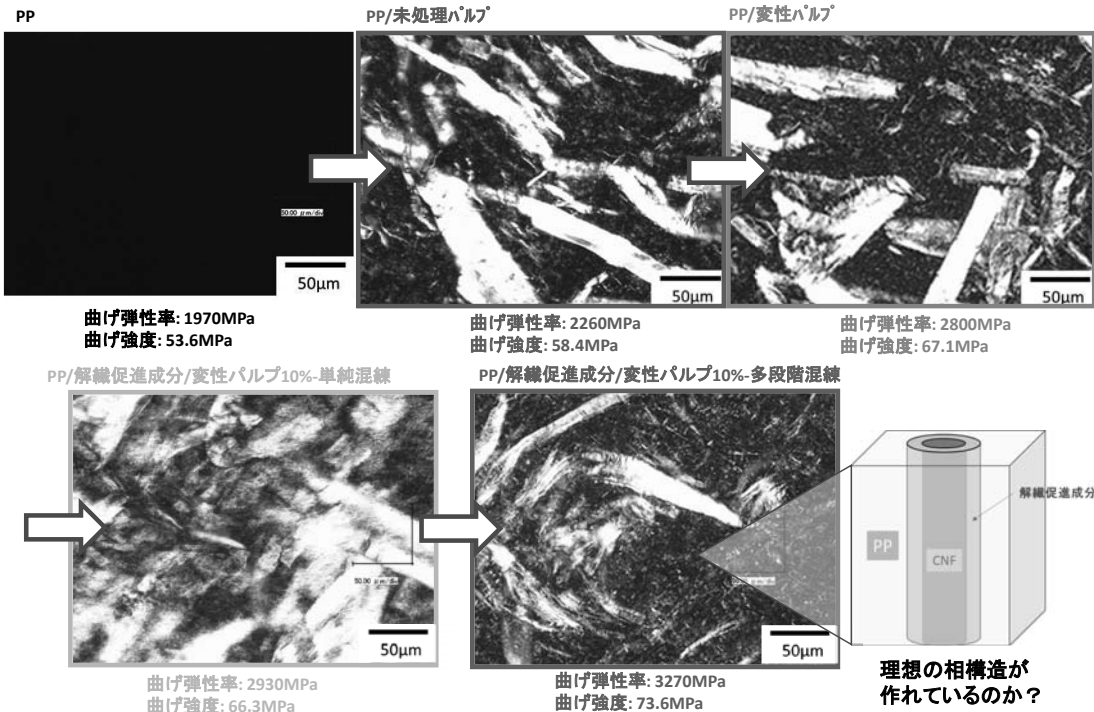 PP
PP/未処理パルプ
PP/変性パルプ
50.00 μm/div
50μm
50μm
50μm
曲げ弾性率: 1970MPa
曲げ強度: 53.6MPa
曲げ弾性率: 2260MPa
曲げ強度: 58.4MPa
曲げ弾性率: 2800MPa
曲げ強度: 67.1MPa
PP/解繊促進成分/変性パルプ10%-単純混練
PP/解繊促進成分/変性パルプ10%-多段階混練
50.00 μm/div
50μm
50μm
解繊促進成分
PP
CNF
曲げ弾性率: 2930MPa
曲げ強度: 66.3MPa
曲げ弾性率: 3270MPa
曲げ強度: 73.6MPa
理想の相構造が
作れているのか？